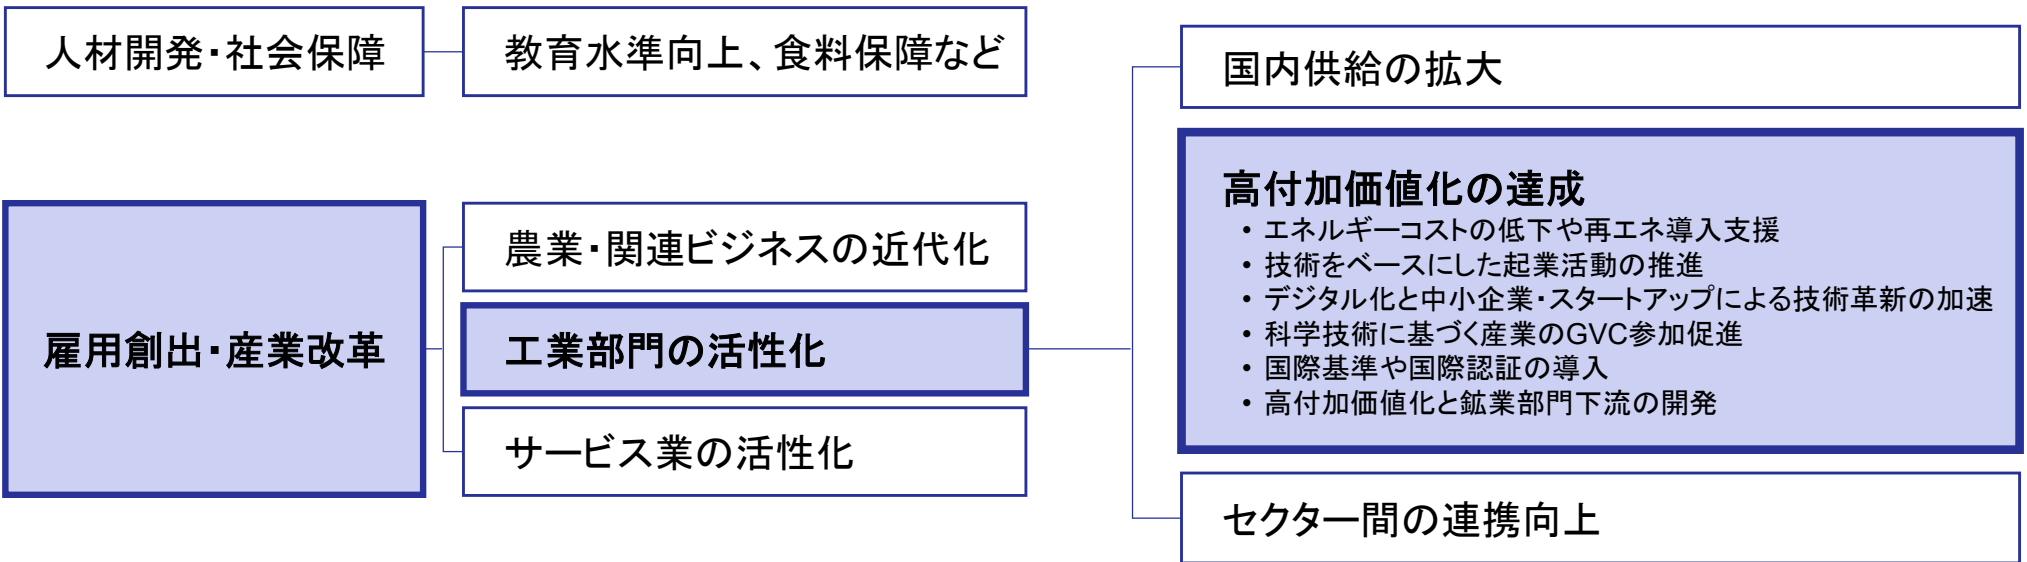 人材開発・社会保障
教育水準向上、食料保障など
雇用創出・産業改革
農業・関連ビジネスの近代化
工業部門の活性化
サービス業の活性化
国内供給の拡大
高付加価値化の達成
• エネルギーコストの低下や再エネ導入支援
• 技術をベースにした起業活動の推進
• デジタル化と中小企業・スタートアップによる技術革新の加速
• 科学技術に基づく産業のGVC参加促進
• 国際基準や国際認証の導入
• 高付加価値化と鉱業部門下流の開発
セクター間の連携向上